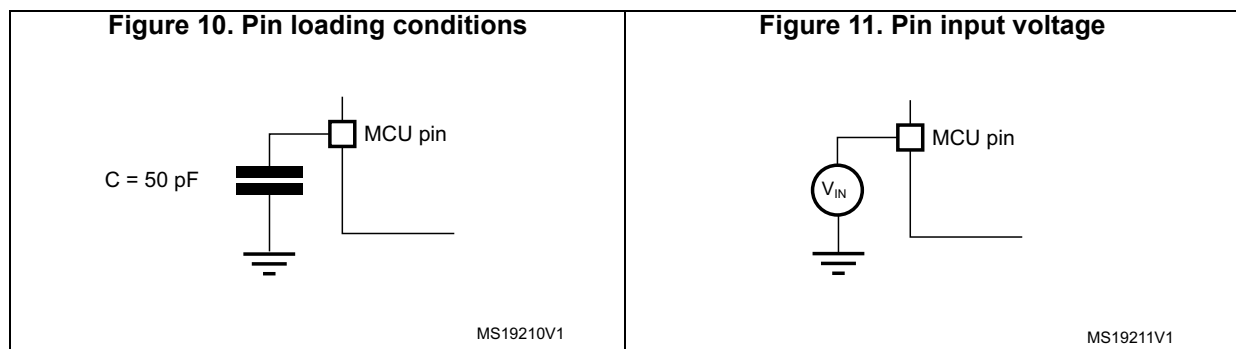 Figure 10. Pin loading conditions
MCU pin
C = 50 pF
MS19210V1
Figure 11. Pin input voltage
MCU pin
VIN
MS19211V1